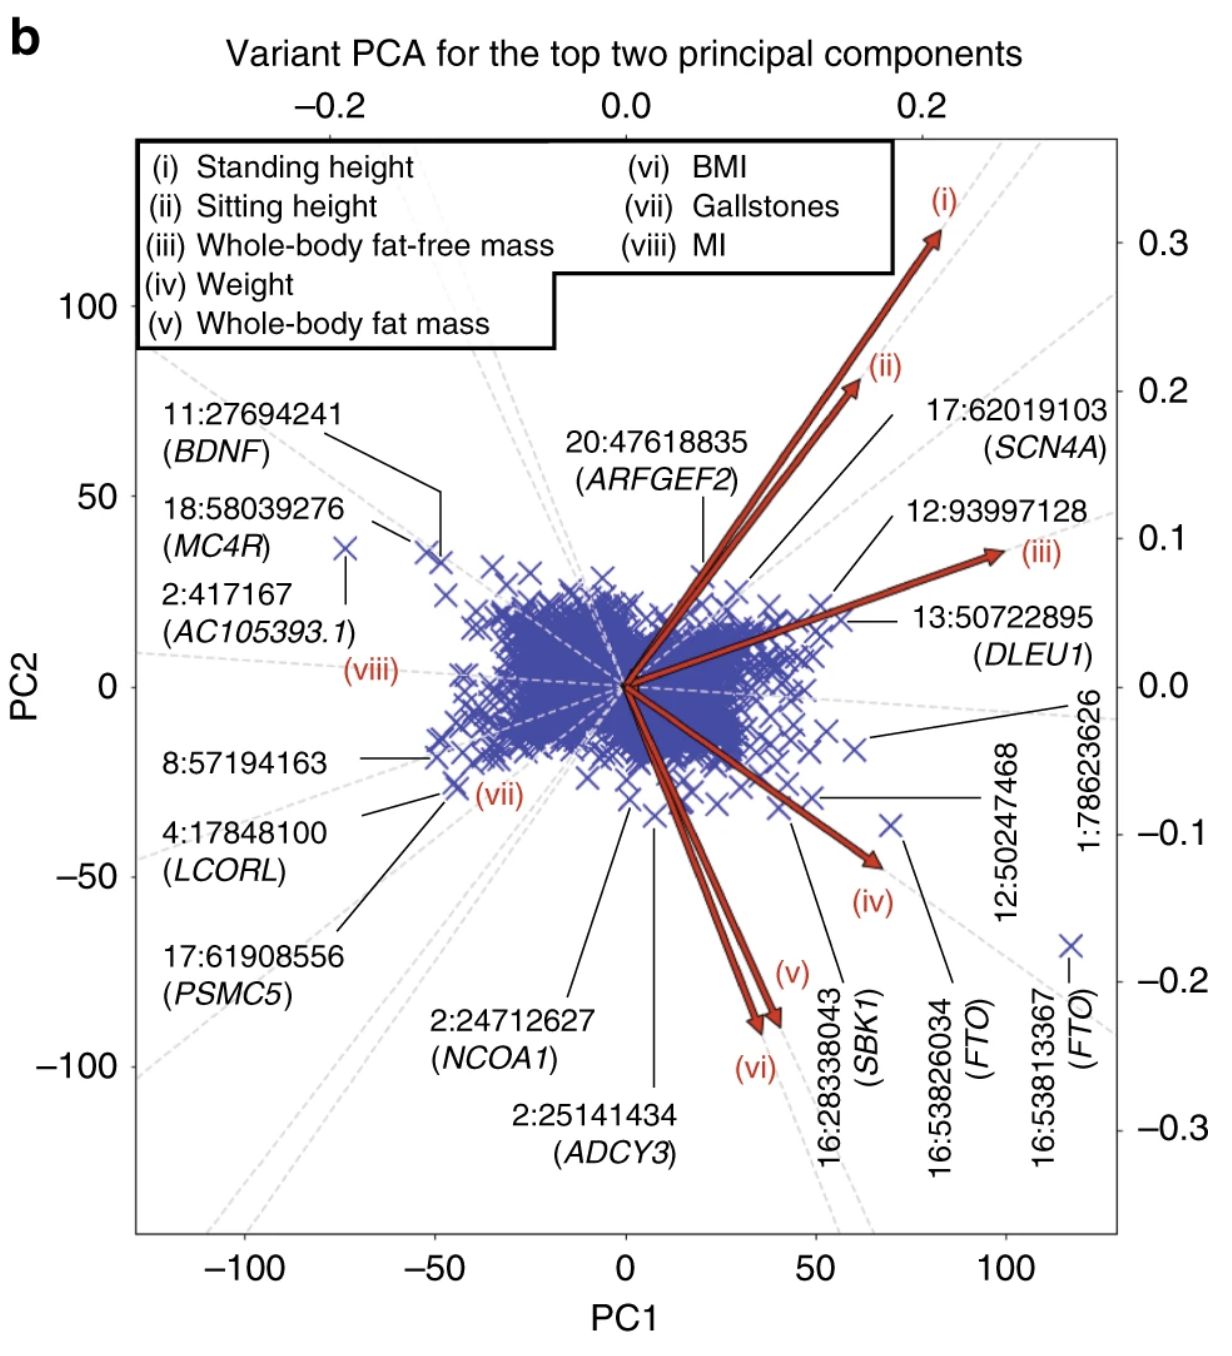 b
Variant PCA for the top two principal components
−0.2 0.0 0.2
(i) Standing height
(ii) Sitting height
(iii) Whole-body fat-free mass
(iv) Weight
(v) Whole-body fat mass
(vi) BMI
(vii) Gallstones
(viii) MI
(i)
0.3
100
(ii)
0.2
11:27694241
(BDNF)
20:47618835
(ARFGEF2)
17:62019103
(SCN4A)
50
18:58039276
(MC4R)
12:93997128
0.1
(iii)
2:417167
(AC105393.1)
13:50722895
(DLEU1)
(viii)
PC2
0
0.0
8:57194163
(vii)
1:78623626
12:50247468
4:17848100
(LCORL)
−0.1
−50
(iv)
17:61908556
(PSMC5)
(v)
−0.2
2:24712627
(NCOA1)
16:28338043
(SBK1)
16:53826034
(FTO)
16:53813367
(FTO)
−100
(vi)
2:25141434
(ADCY3)
−0.3
−100 −50 0 50 100
PC1